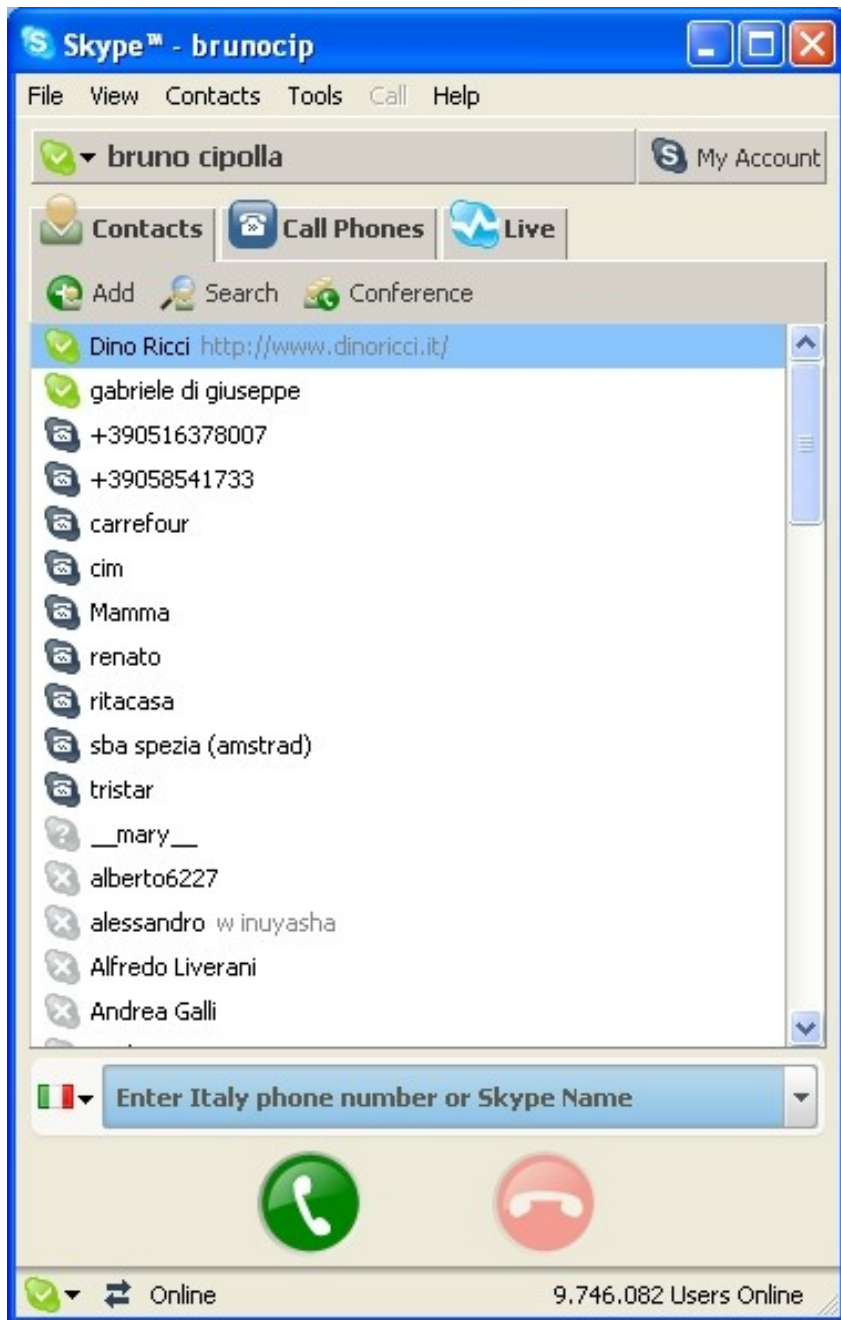 Skype™ - brunocip
File View Contacts Tools Call Help
bruno cipolla My Account
Contacts Call Phones Live
Add Search Conference
Dino Ricci http://www.dinoricci.it/
gabriele di giuseppe
+390516378007
+39058541733
carrefour
cim
Mamma
renato
ritacasa
sba spezia (amstrad)
tristar
__mary__
alberto6227
alessandro w inuyasha
Alfredo Liverani
Andrea Galli
Enter Italy phone number or Skype Name
Online 9.746.082 Users Online